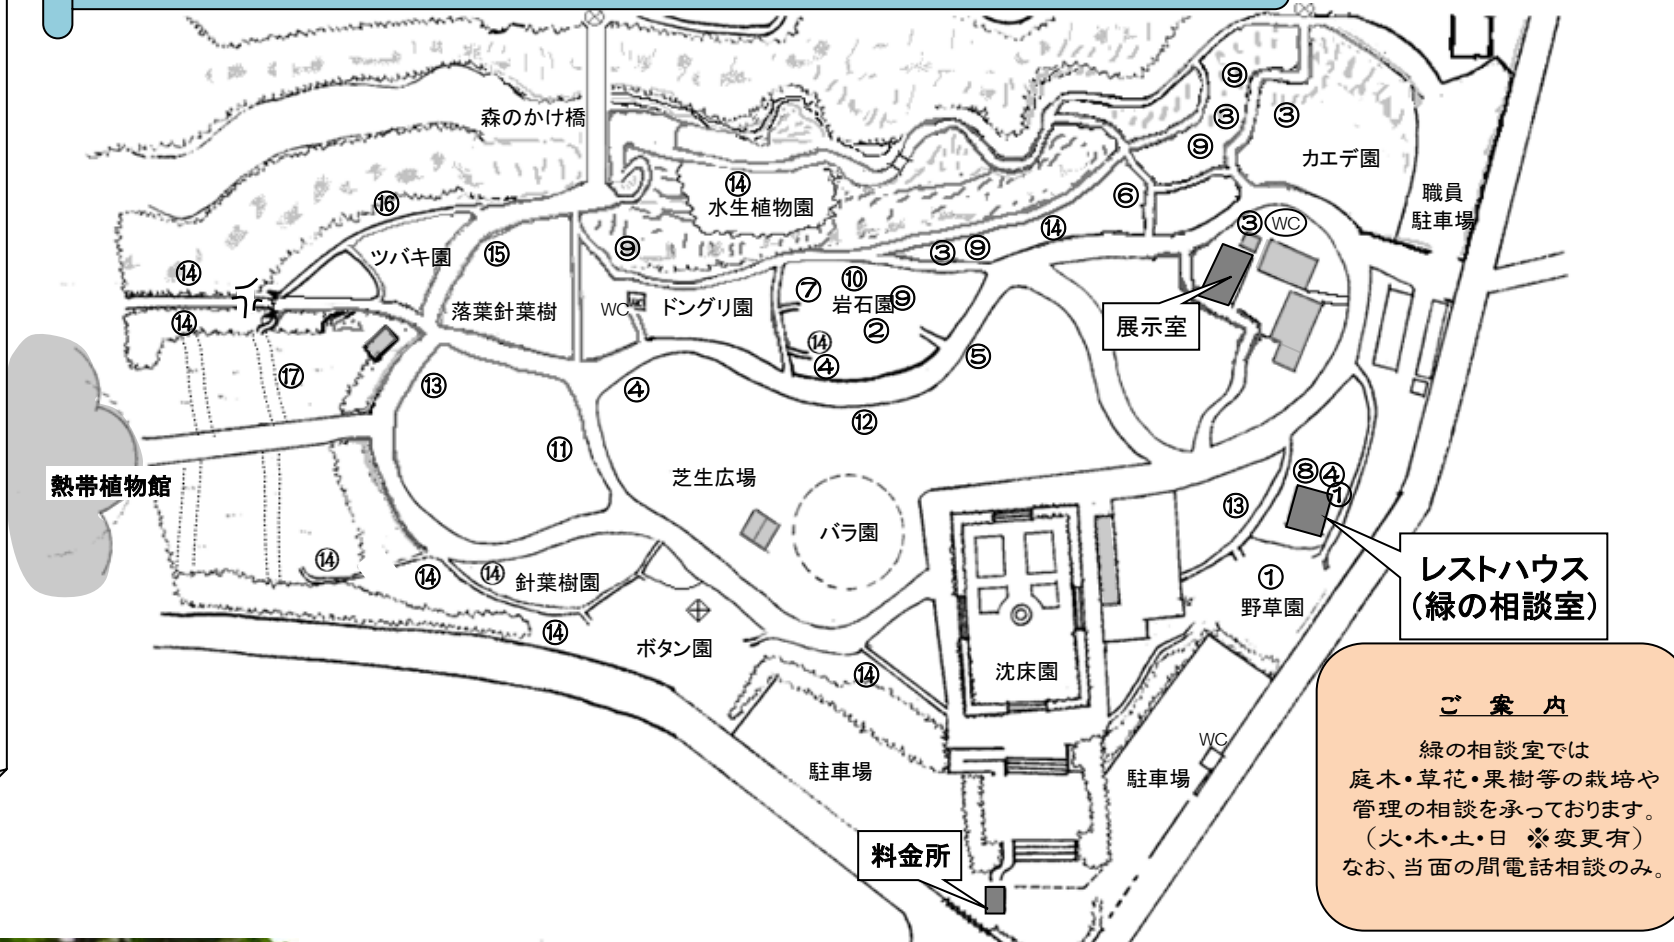 ⑨
③
③
森のかけ橋
⑨
カエデ園
⑭
⑥
職員
駐車場
⑯
水生植物園
③
WC
⑭
⑨
⑮
ツバキ園
③
⑨
⑭
⑩
⑦
岩石園
⑨
WC
ドングリ園
落葉針葉樹
⑭
②
展示室
⑭
④
⑤
⑰
⑬
④
⑫
⑪
芝生広場
熱帯植物館
⑧
④
①
⑬
バラ園
レストハウス
(緑の相談室)
⑭
⑭
⑭
針葉樹園
①
野草園
⑭
ボタン園
⑭
沈床園
WC
駐車場
駐車場
料金所
ご 案 内
緑の相談室では
庭木・草花・果樹等の栽培や
管理の相談を承っております。
(火・木・土・日 ※変更有)
なお、当面の間電話相談のみ。